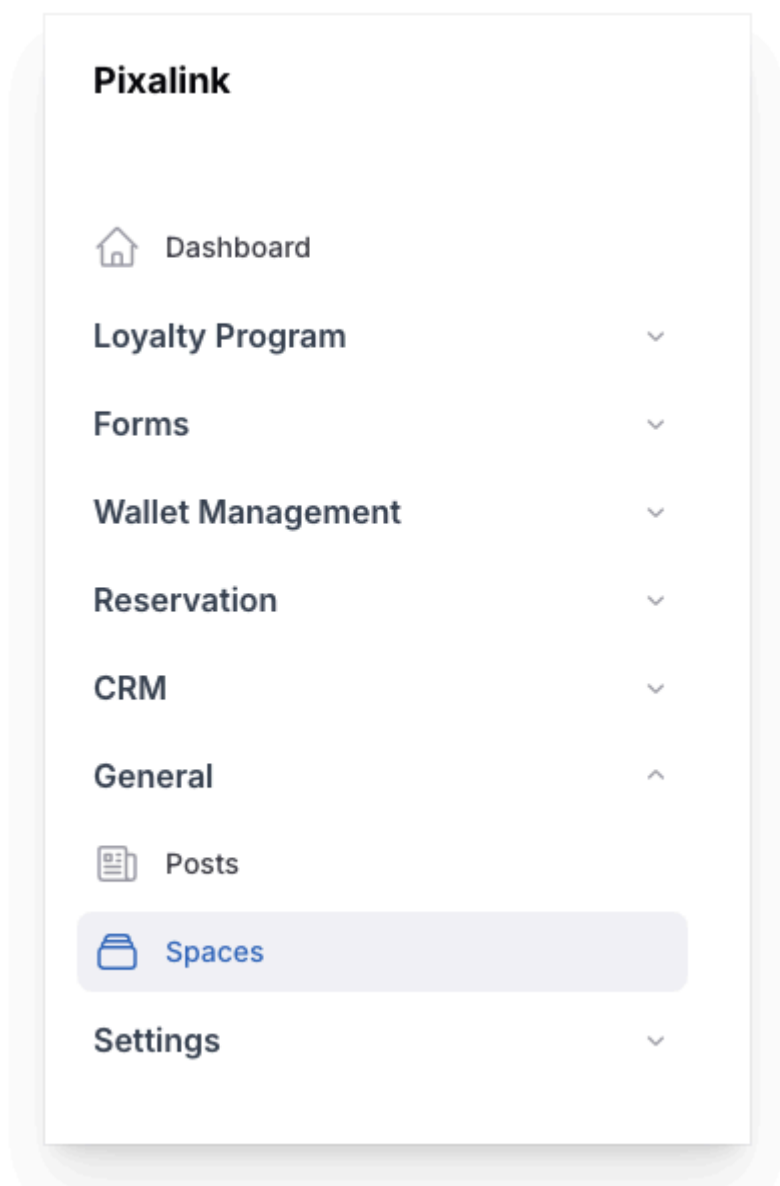 Pixalink
Dashboard
Loyalty Program
Forms
Wallet Management
Reservation
CRM
General
Posts
Spaces
Settings